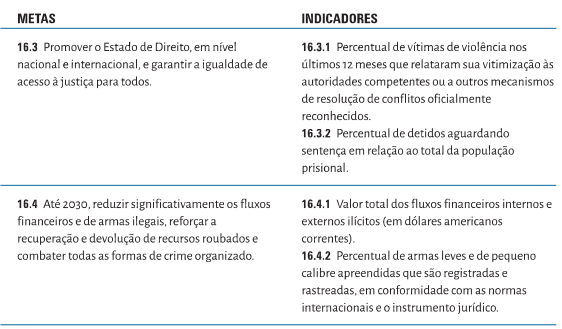 METAS
INDICADORES
16.3 Promover o Estado de Direito, em nível
nacional e internacional, e garantir a igualdade de
acesso à justiça para todos.
16.3.1 Percentual de vítimas de violência nos
últimos 12 meses que relataram sua vitimização às
autoridades competentes ou a outros mecanismos
de resolução de conflitos oficialmente
reconhecidos.
16.3.2 Percentual de detidos aguardando
sentença em relação ao total da população
prisional.
16.4 Até 2030, reduzir significativamente os fluxos
financeiros e de armas ilegais, reforçar a
recuperação e devolução de recursos roubados e
combater todas as formas de crime organizado.
16.4.1 Valor total dos fluxos financeiros internos e
externos ilícitos (em dólares americanos
correntes).
16.4.2 Percentual de armas leves e de pequeno
calibre apreendidas que são registradas e
rastreadas, em conformidade com as normas
internacionais e o instrumento jurídico.